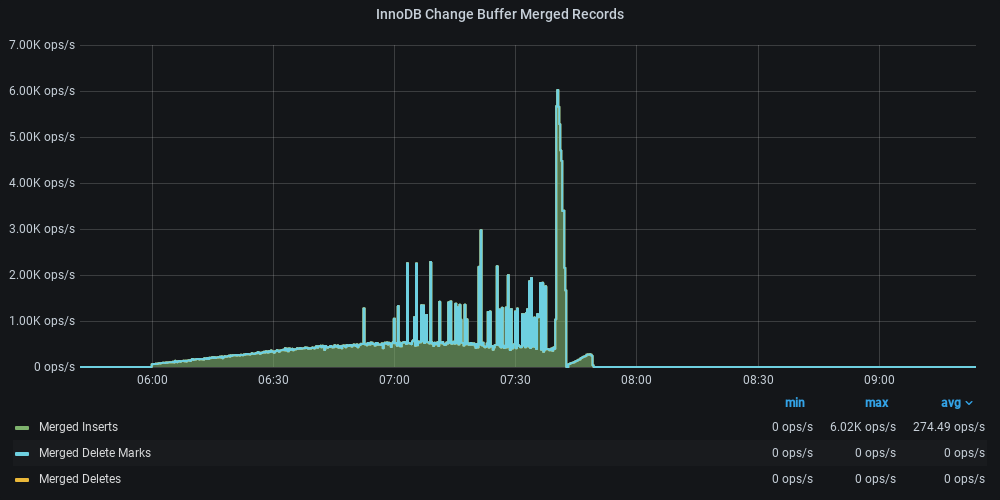 InnoDB Change Buffer Merged Records
7.00K ops/s
6.00K ops/s
5.00K ops/s
4.00K ops/s
3.00K ops/s
2.00K ops/s
1.00K ops/s
0 ops/s
06:00 06:30 07:00 07:30 08:00 08:30 09:00
min max avg
Merged Inserts 0 ops/s 6.02K ops/s 274.49 ops/s
Merged Delete Marks 0 ops/s 0 ops/s 0 ops/s
Merged Deletes 0 ops/s 0 ops/s 0 ops/s